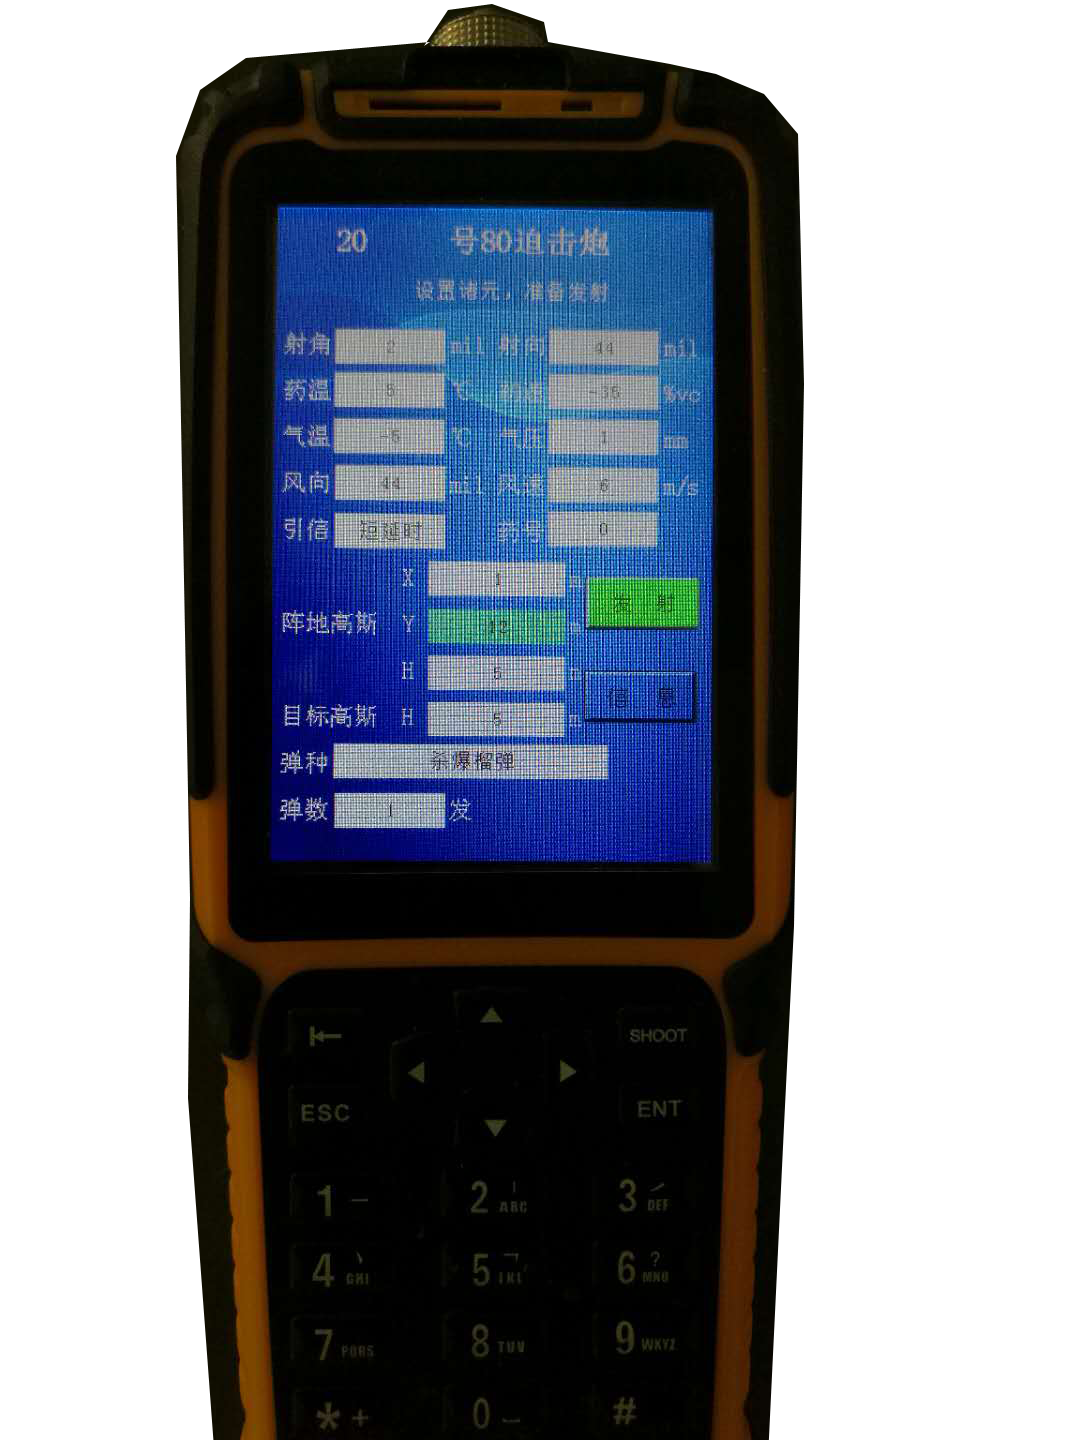 20 号80迫击炮
设置诸元，准备发射
射角 2 mil 射向 44 mil
药温 5 ℃ 初速 -35 %vc
气温 -5 ℃ 气压 1 mm
风向 44 mil 风速 6 m/s
引信 短延时 药号 0
X 1 m
发 射
阵地高斯 Y 12 m
H 5 m
信 息
目标高斯 H 5 m
弹种 杀爆榴弹
弹数 1 发
SHOOT
ESC ENT
1 2 ABC 3 DEF
4 GHI 5 JKL 6 MNO
7 PQRS 8 TUV 9 WXYZ
* + 0 #